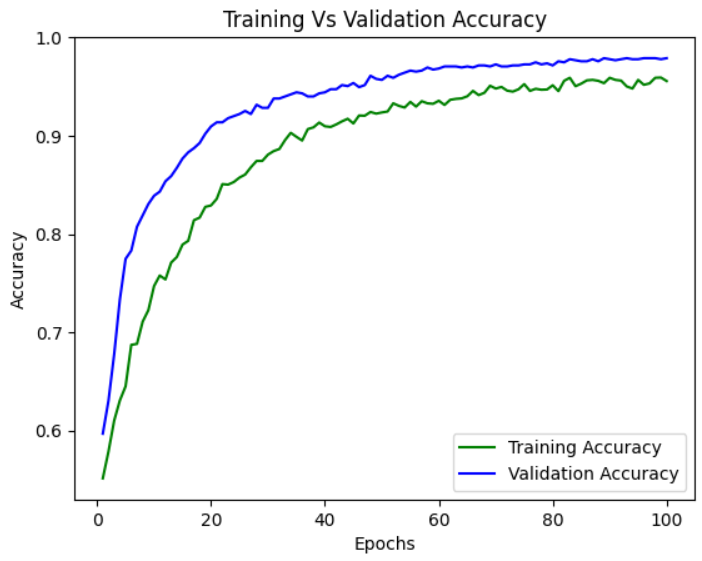 Training Vs Validation Accuracy
1.0
0.9
0.8
0.7
0.6
Accuracy
Training Accuracy
Validation Accuracy
0 20 40 60 80 100
Epochs